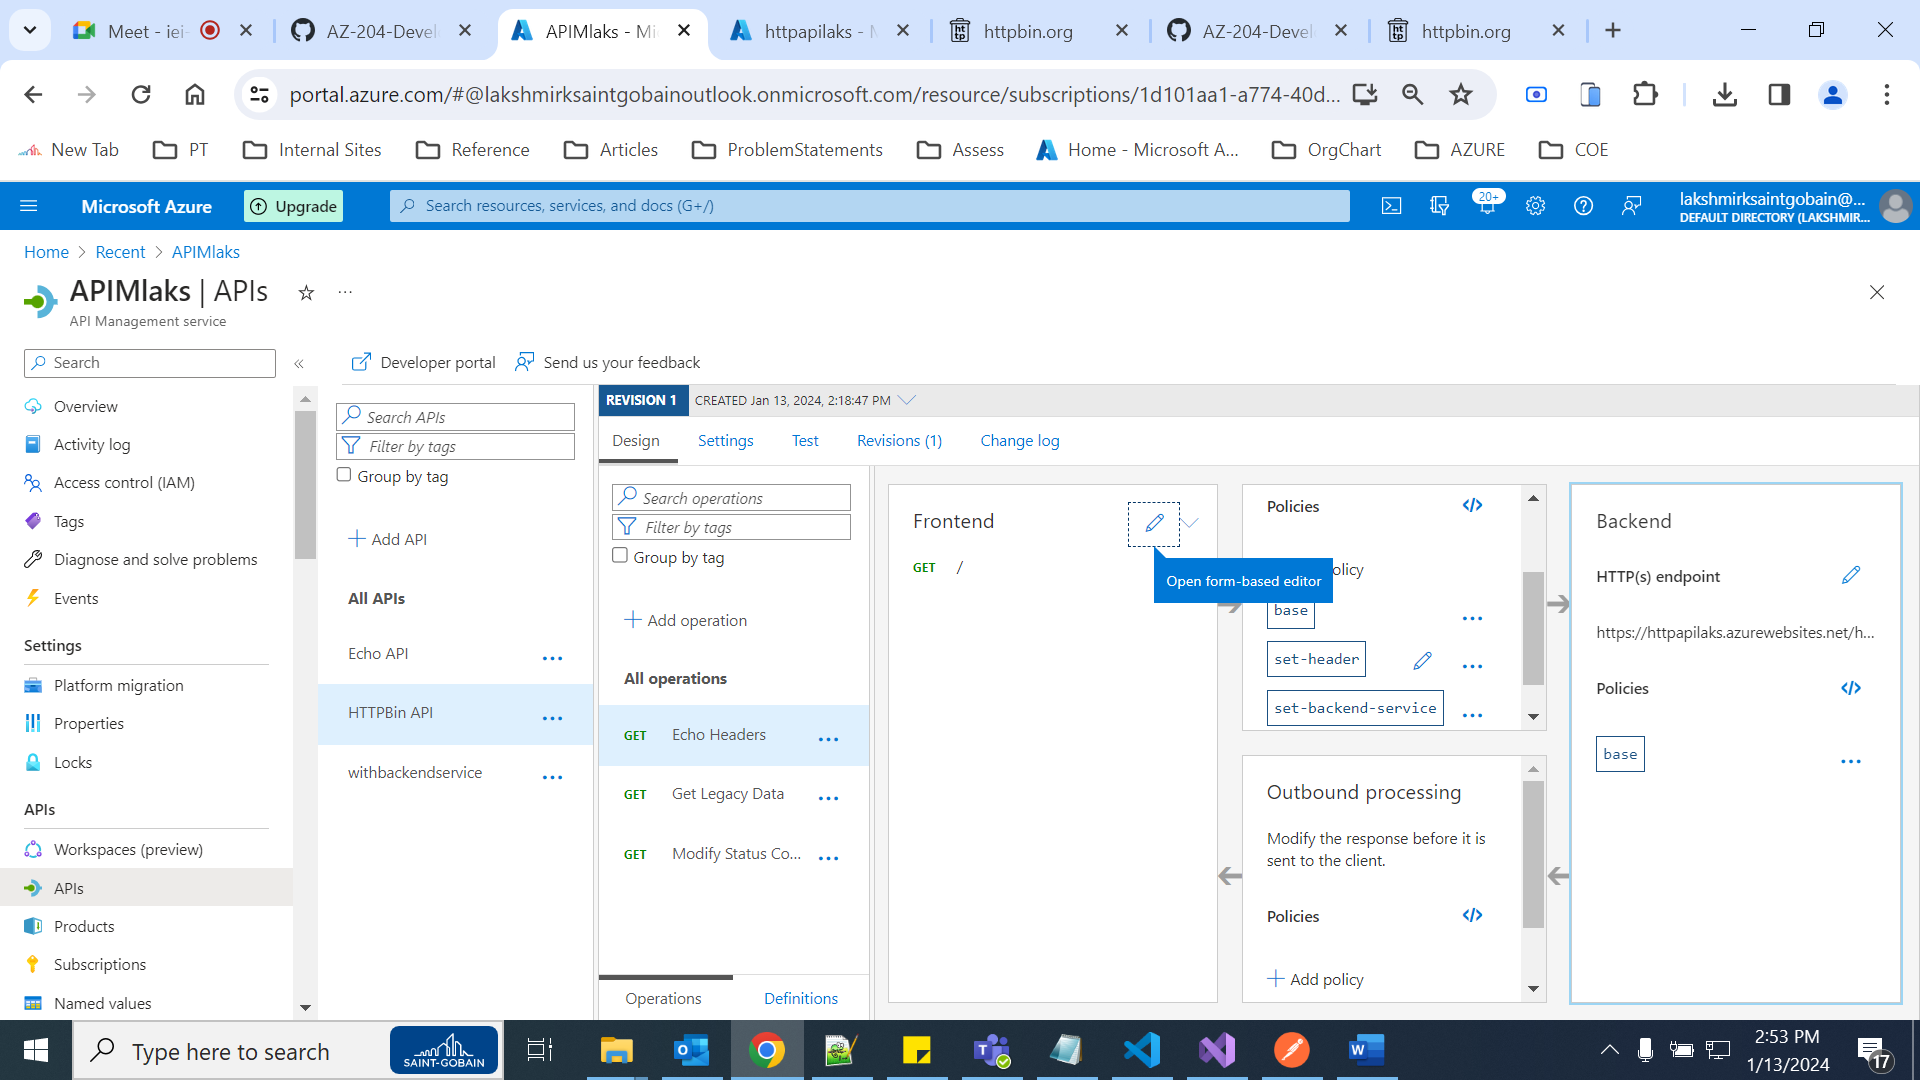 Meet - iei-
AZ-204-Devel
APIMlaks - Mi
httpapilaks - M
httpbin.org
AZ-204-Devel
httpbin.org
portal.azure.com/#@lakshmirksaintgobainoutlook.onmicrosoft.com/resource/subscriptions/1d101aa1-a774-40d...
New Tab
PT
Internal Sites
Reference
Articles
ProblemStatements
Assess
Home - Microsoft A...
OrgChart
AZURE
COE
Microsoft Azure
Upgrade
Search resources, services, and docs (G+/)
20+
lakshmirksaintgobain@...
DEFAULT DIRECTORY (LAKSHMIR...
Home > Recent > APIMlaks
APIMlaks | APIs
API Management service
Search
Developer portal
Send us your feedback
Overview
Activity log
Access control (IAM)
Tags
Diagnose and solve problems
Events
Settings
Platform migration
Properties
Locks
APIs
Workspaces (preview)
APIs
Products
Subscriptions
Named values
Search APIs
Filter by tags
Group by tag
Add API
All APIs
Echo API
HTTPBin API
withbackendservice
REVISION 1
CREATED Jan 13, 2024, 2:18:47 PM
Design
Settings
Test
Revisions (1)
Change log
Search operations
Filter by tags
Group by tag
Add operation
All operations
GET Echo Headers
GET Get Legacy Data
GET Modify Status Co...
Operations
Definitions
Frontend
GET /
Open form-based editor
Policies
olicy
base
set-header
set-backend-service
Outbound processing
Modify the response before it is
sent to the client.
Policies
Add policy
Backend
HTTP(s) endpoint
https://httpapilaks.azurewebsites.net/h...
Policies
base
Type here to search
SAINT-GOBAIN
2:53 PM
1/13/2024
17